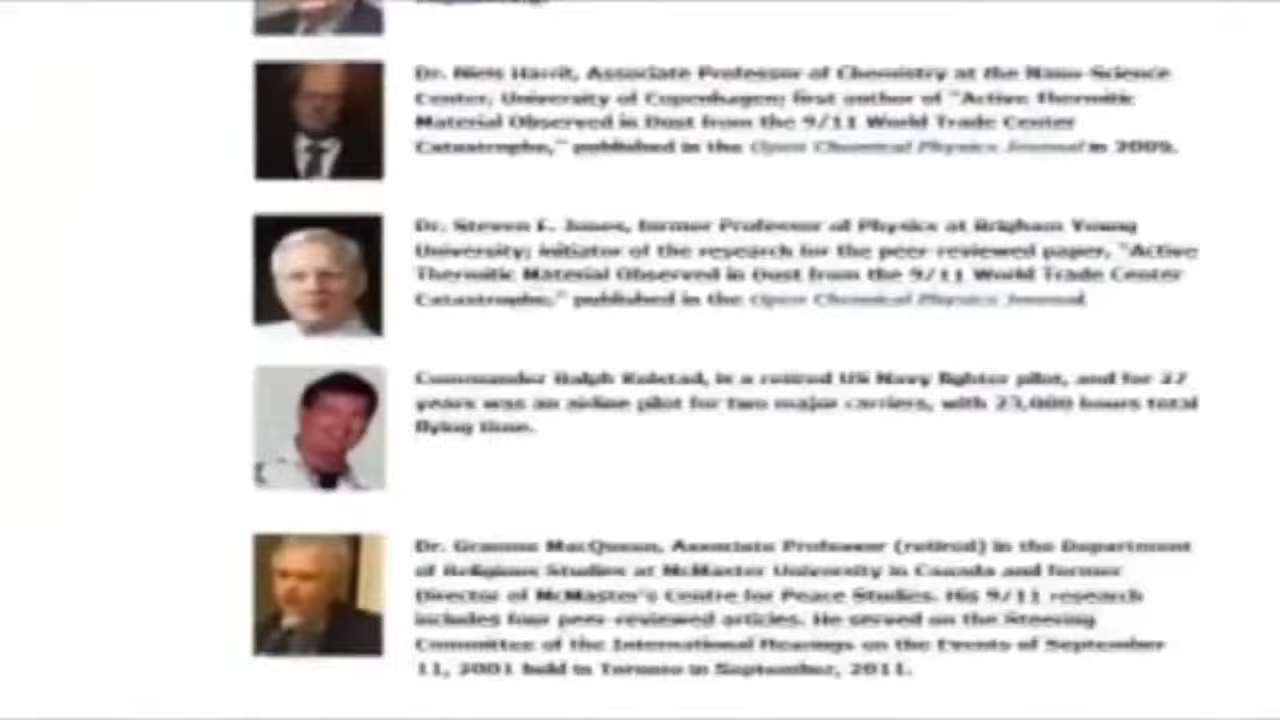 Dr. Niels Harrit, Associate Professor of Chemistry at the Nano-Science
Center, University of Copenhagen; first author of "Active Thermitic
Material Observed in Dust from the 9/11 World Trade Center
Catastrophe," published in the Open Chemical Physics Journal in 2009.
Dr. Steven E. Jones, former Professor of Physics at Brigham Young
University; initiator of the research for the peer-reviewed paper, "Active
Thermitic Material Observed in Dust from the 9/11 World Trade Center
Catastrophe," published in the Open Chemical Physics Journal.
Commander Ralph Kolstad, is a retired US Navy fighter pilot, and for 27
years was an airline pilot for two major carriers, with 23,000 hours total
flying time.
Dr. Graeme MacQueen, Associate Professor (retired) in the Department
of Religious Studies at McMaster University in Canada and former
Director of McMaster's Centre for Peace Studies. His 9/11 research
includes four peer-reviewed articles. He served on the Steering
Committee of the International Hearings on the Events of September
11, 2001 held in Toronto in September, 2011.